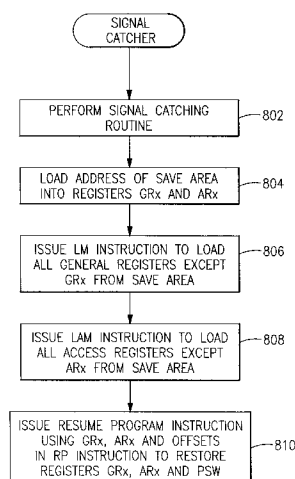 SIGNAL
CATCHER
PERFORM SIGNAL CATCHING
ROUTINE
802
LOAD ADDRESS OF SAVE AREA
INTO REGISTERS GRx AND ARx
804
ISSUE LM INSTRUCTION TO LOAD
ALL GENERAL REGISTERS EXCEPT
GRx FROM SAVE AREA
806
ISSUE LAM INSTRUCTION TO LOAD
ALL ACCESS REGISTERS EXCEPT
ARx FROM SAVE AREA
808
ISSUE RESUME PROGRAM INSTRUCTION
USING GRx, ARx AND OFFSETS
IN RP INSTRUCTION TO RESTORE
REGISTERS GRx, ARx AND PSW
810